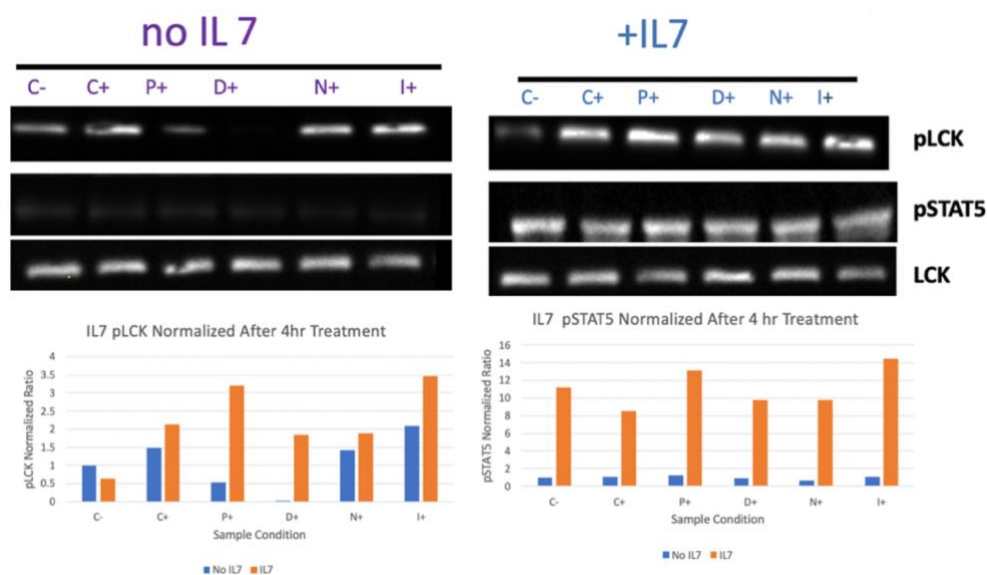 no IL 7
C- C+ P+ D+ N+ I+
+IL7
C- C+ P+ D+ N+ I+
pLCK
pSTAT5
LCK
IL7 pLCK Normalized After 4hr Treatment
pLCK Normalized Ratio
4
3.5
3
2.5
2
1.5
1
0.5
0
C- C+ P+ D+ N+ I+
Sample Condition
No IL7 IL7
IL7 pSTAT5 Normalized After 4 hr Treatment
pSTAT5 Normalized Ratio
16
14
12
10
8
6
4
2
0
C- C+ P+ D+ N+ I+
Sample Condition
No IL7 IL7